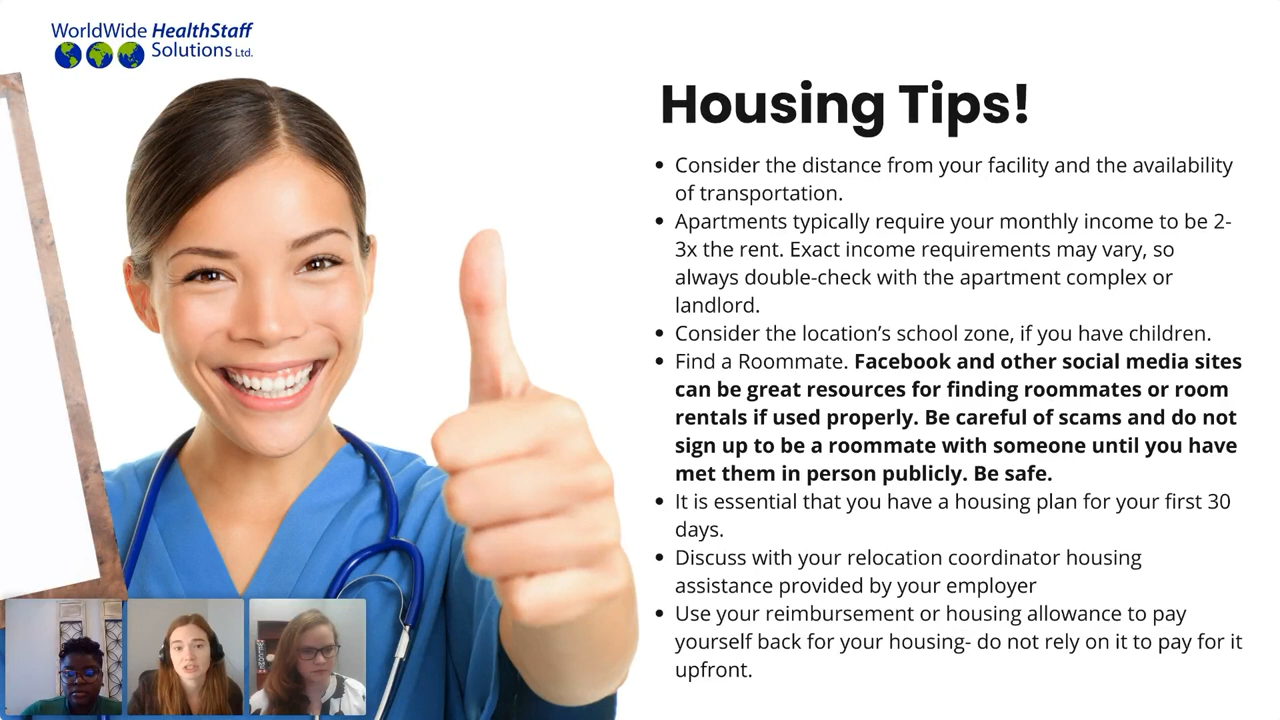 WorldWide HealthStaff
Solutions Ltd.
Housing Tips!
• Consider the distance from your facility and the availability
of transportation.
• Apartments typically require your monthly income to be 2-
3x the rent. Exact income requirements may vary, so
always double-check with the apartment complex or
landlord.
• Consider the location’s school zone, if you have children.
• Find a Roommate. Facebook and other social media sites
can be great resources for finding roommates or room
rentals if used properly. Be careful of scams and do not
sign up to be a roommate with someone until you have
met them in person publicly. Be safe.
• It is essential that you have a housing plan for your first 30
days.
• Discuss with your relocation coordinator housing
assistance provided by your employer
• Use your reimbursement or housing allowance to pay
yourself back for your housing- do not rely on it to pay for it
upfront.